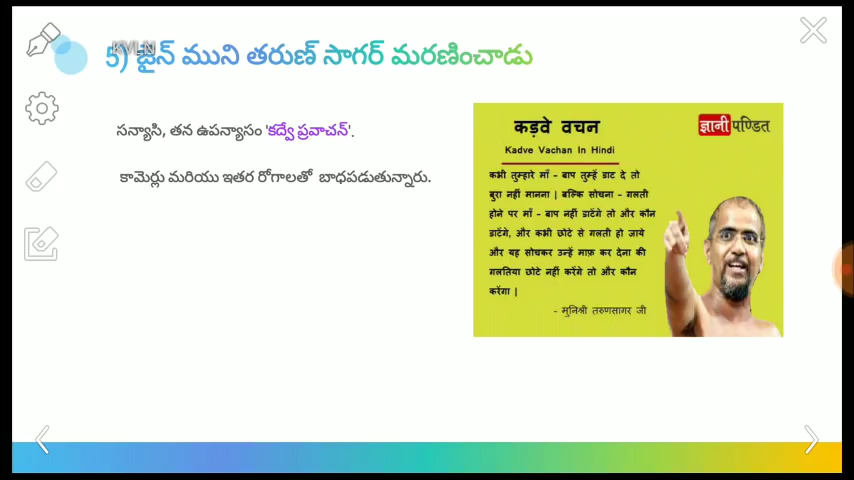 KVLN
5) జైన్ ముని తరుణ్ సాగర్ మరణించాడు
సన్యాసి, తన ఉపన్యాసం 'కద్వే ప్రవాచన్'.
కామెర్లు మరియు ఇతర రోగాలతో బాధపడుతున్నారు.
कड़वे वचन
ज्ञानी पण्डित
Kadve Vachan In Hindi
कभी तुम्हारे माँ - बाप तुम्हें डाट दे तो
बुरा नहीं मानना | बल्कि सोचना - गलती
होने पर माँ - बाप नहीं डाटेंगे तो और कौन
डाटेंगे, और कभी छोटे से गलती हो जाये
और यह सोचकर उन्हें माफ़ कर देना की
गलतिया छोटे नहीं करेंगे तो और कौन
करेंगा |
- मुनिश्री तरुणसागर जी